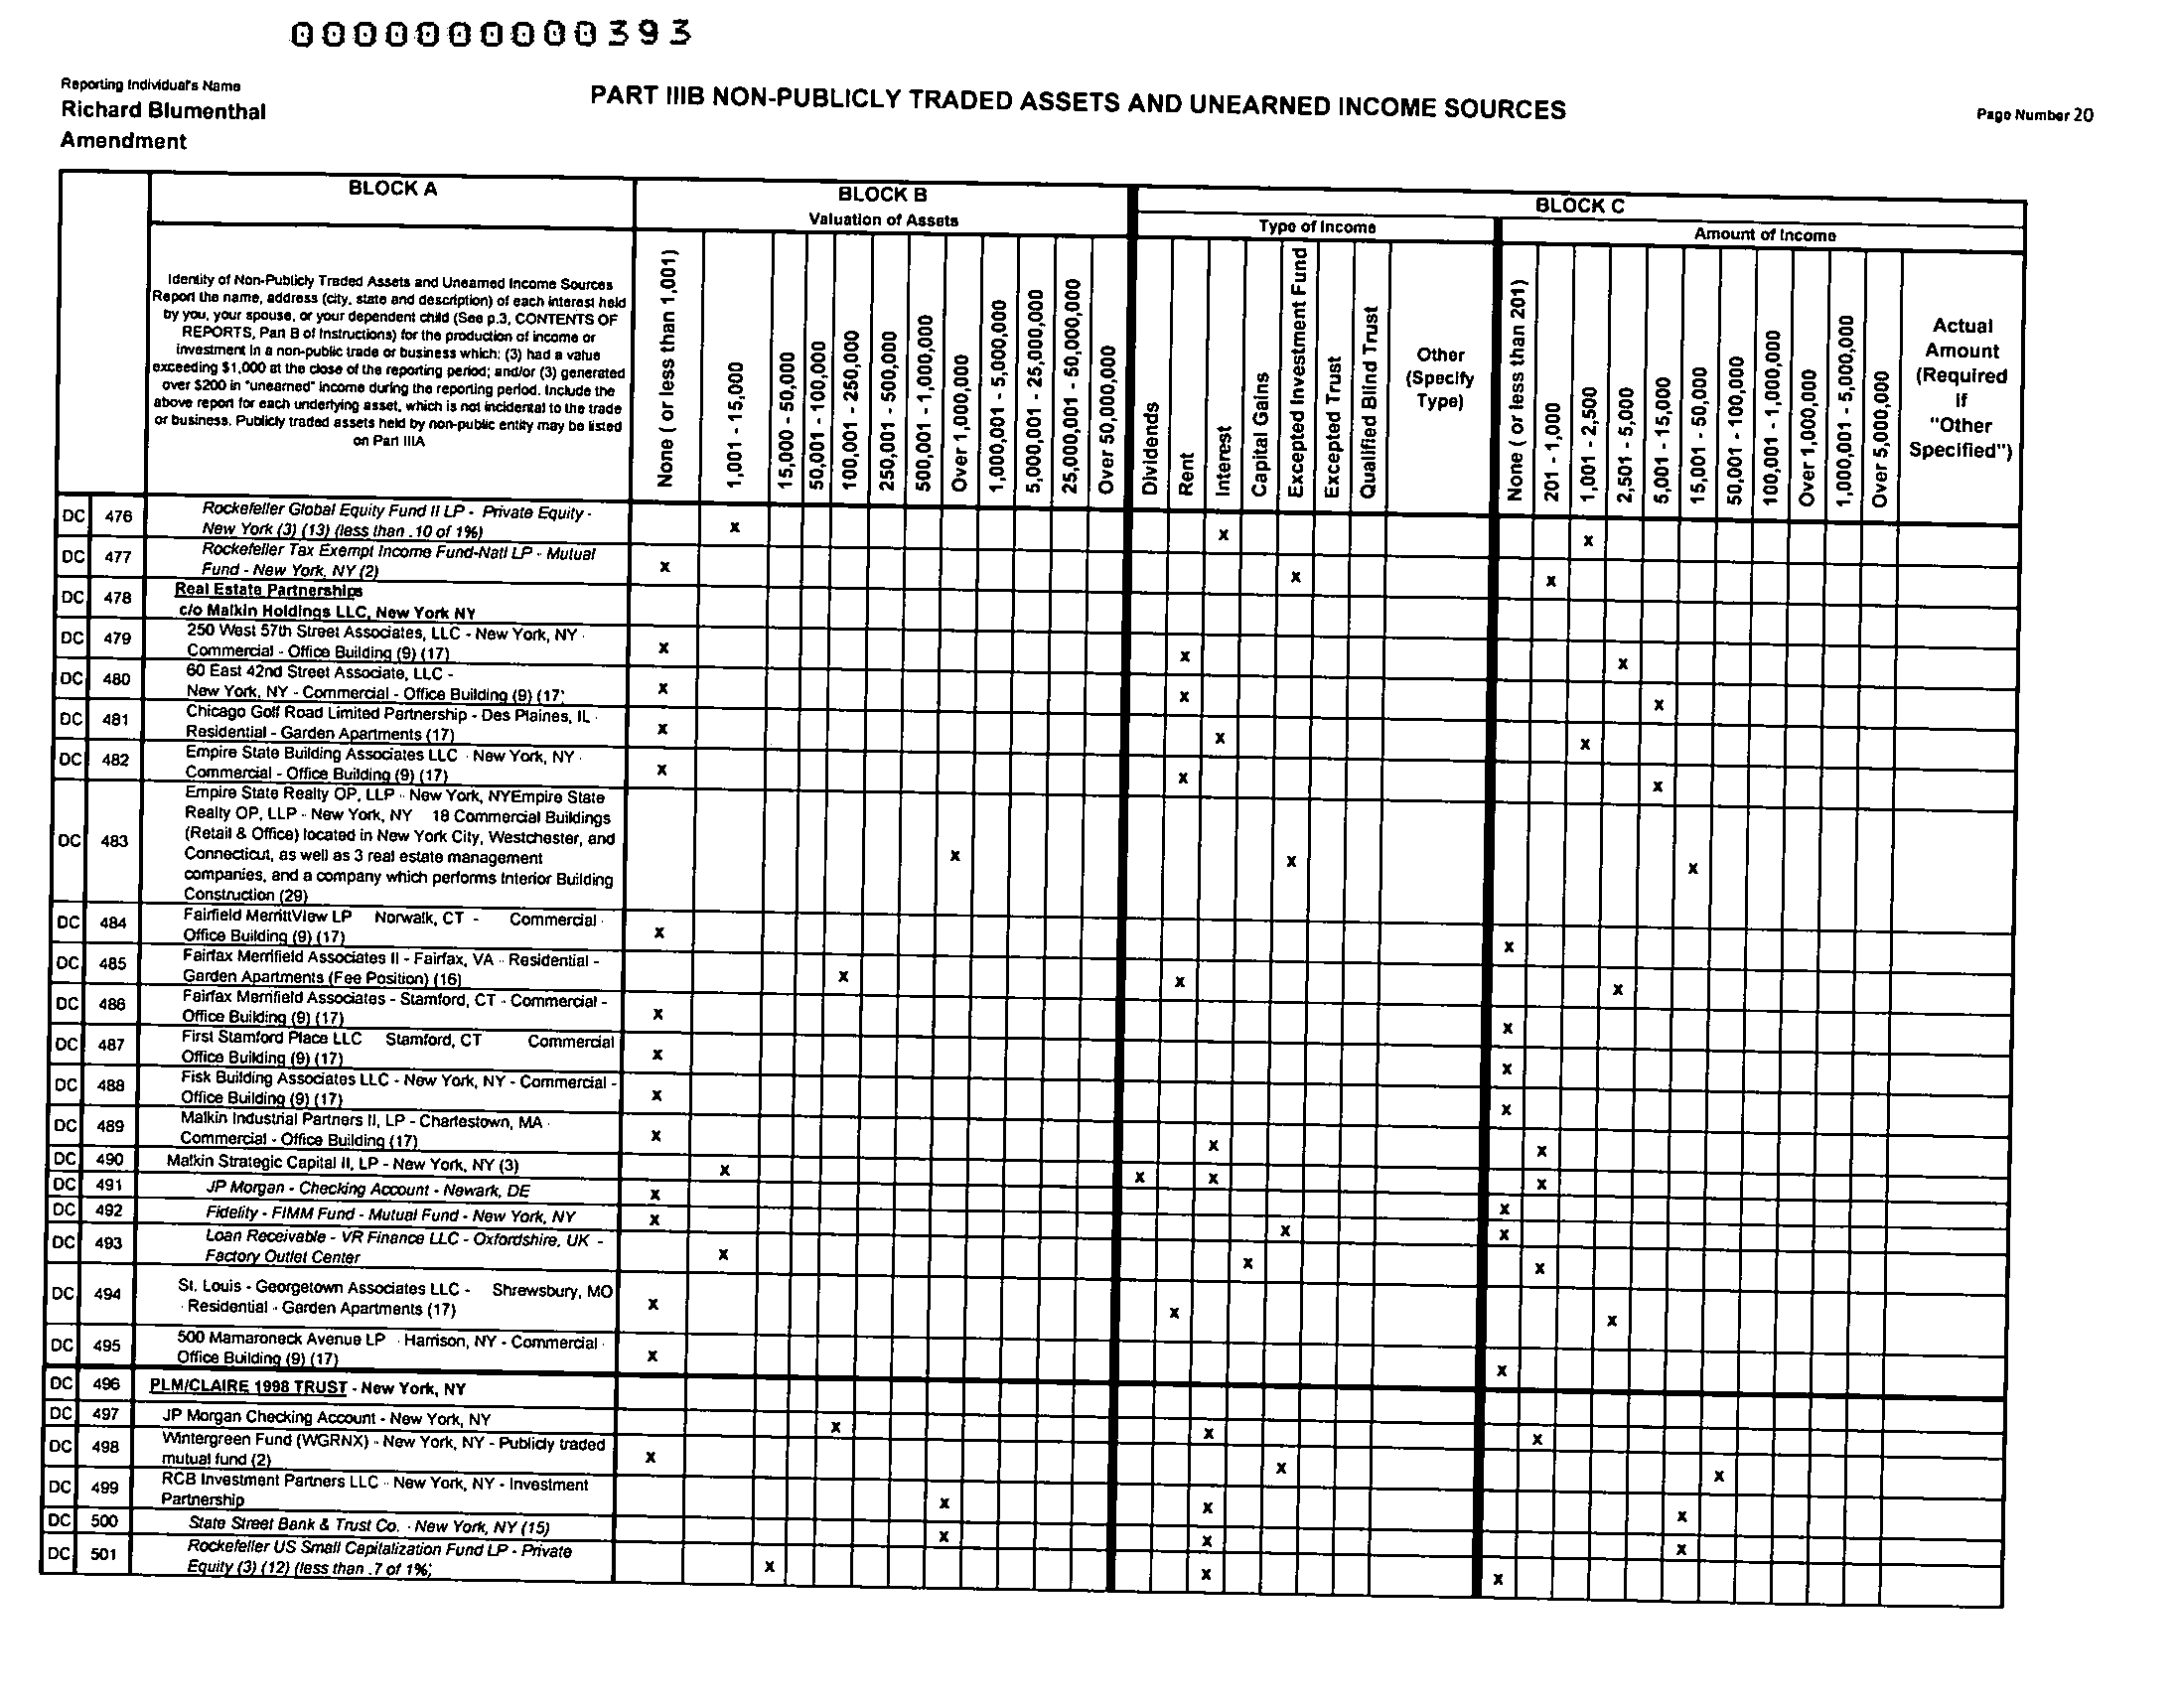 0000000000393
Reporting Individual's Name
Richard Blumenthal
Amendment
PART IIIB NON-PUBLICLY TRADED ASSETS AND UNEARNED INCOME SOURCES
Page Number 20
BLOCK A
BLOCK B
Valuation of Assets
BLOCK C
Type of Income
Amount of Income
Identity of Non-Publicly Traded Assets and Unearned Income Sources
Report the name, address (city, state and description) of each interest held
by you, your spouse, or your dependent child (See p.3, CONTENTS OF
REPORTS, Part B of Instructions) for the production of income or
investment in a non-public trade or business which: (3) had a value
exceeding $1,000 at the close of the reporting period; and/or (3) generated
over $200 in "unearned" income during the reporting period. Include the
above report for each underlying asset, which is not incidental to the trade
or business. Publicly traded assets held by non-public entity may be listed
on Part IIIA
None ( or less than 1,001)
1,001 - 15,000
15,000 - 50,000
50,001 - 100,000
100,001 - 250,000
250,001 - 500,000
500,001 - 1,000,000
Over 1,000,000
1,000,001 - 5,000,000
5,000,001 - 25,000,000
25,000,001 - 50,000,000
Over 50,000,000
Dividends
Rent
Interest
Capital Gains
Excepted Investment Fund
Excepted Trust
Qualified Blind Trust
Other
(Specify
Type)
None ( or less than 201)
201 - 1,000
1,001 - 2,500
2,501 - 5,000
5,001 - 15,000
15,001 - 50,000
50,001 - 100,000
100,001 - 1,000,000
Over 1,000,000
1,000,001 - 5,000,000
Over 5,000,000
Actual
Amount
(Required
if
"Other
Specified")
DC 476 Rockefeller Global Equity Fund II LP - Private Equity -
New York (3) (13) (less than .10 of 1%) x x x
DC 477 Rockefeller Tax Exempt Income Fund-Natl LP - Mutual
Fund - New York, NY (2) x x x
DC 478 Real Estate Partnerships
c/o Malkin Holdings LLC, New York NY
DC 479 250 West 57th Street Associates, LLC - New York, NY -
Commercial - Office Building (9) (17) x x x
DC 480 60 East 42nd Street Associate, LLC -
New York, NY - Commercial - Office Building (9) (17; x x x
DC 481 Chicago Golf Road Limited Partnership - Des Plaines, IL -
Residential - Garden Apartments (17) x x x
DC 482 Empire State Building Associates LLC - New York, NY -
Commercial - Office Building (9) (17) x x x
DC 483 Empire State Realty OP, LLP - New York, NYEmpire State
Realty OP, LLP - New York, NY 18 Commercial Buildings
(Retail & Office) located in New York City, Westchester, and
Connecticut, as well as 3 real estate management
companies, and a company which performs Interior Building
Construction (29) x x x
DC 484 Fairfield MerrittView LP Norwalk, CT - Commercial -
Office Building (9) (17) x x
DC 485 Fairfax Merrifield Associates II - Fairfax, VA - Residential -
Garden Apartments (Fee Position) (16) x x x
DC 486 Fairfax Merrifield Associates - Stamford, CT - Commercial -
Office Building (9) (17) x x
DC 487 First Stamford Place LLC Stamford, CT Commercial
Office Building (9) (17) x x
DC 488 Fisk Building Associates LLC - New York, NY - Commercial -
Office Building (9) (17) x x
DC 489 Malkin Industrial Partners II, LP - Charlestown, MA -
Commercial - Office Building (17) x x x
DC 490 Malkin Strategic Capital II, LP - New York, NY (3) x x x x
DC 491 JP Morgan - Checking Account - Newark, DE x x
DC 492 Fidelity - FIMM Fund - Mutual Fund - New York, NY x x x
DC 493 Loan Receivable - VR Finance LLC - Oxfordshire, UK -
Factory Outlet Center x x x
DC 494 St. Louis - Georgetown Associates LLC - Shrewsbury, MO
- Residential - Garden Apartments (17) x x x
DC 495 500 Mamaroneck Avenue LP - Harrison, NY - Commercial -
Office Building (9) (17) x x
DC 496 PLM/CLAIRE 1998 TRUST - New York, NY
DC 497 JP Morgan Checking Account - New York, NY x x x
DC 498 Wintergreen Fund (WGRNX) - New York, NY - Publicly traded
mutual fund (2) x x x
DC 499 RCB Investment Partners LLC - New York, NY - Investment
Partnership x x x
DC 500 State Street Bank & Trust Co. - New York, NY (15) x x x
DC 501 Rockefeller US Small Capitalization Fund LP - Private
Equity (3) (12) (less than .7 of 1%; x x x